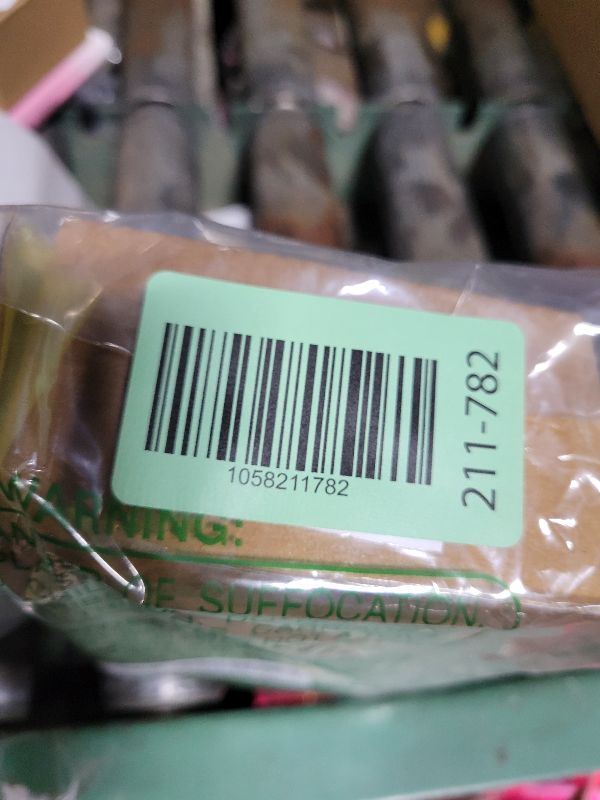 1058211782
211-782
WARNING:
SUFFOCATION.